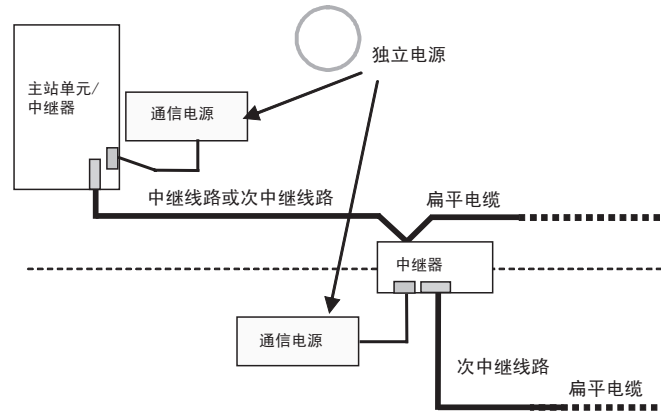 独立电源
主站单元/
中继器
通信电源
中继线路或次中继线路
扁平电缆
中继器
通信电源
次中继线路
扁平电缆